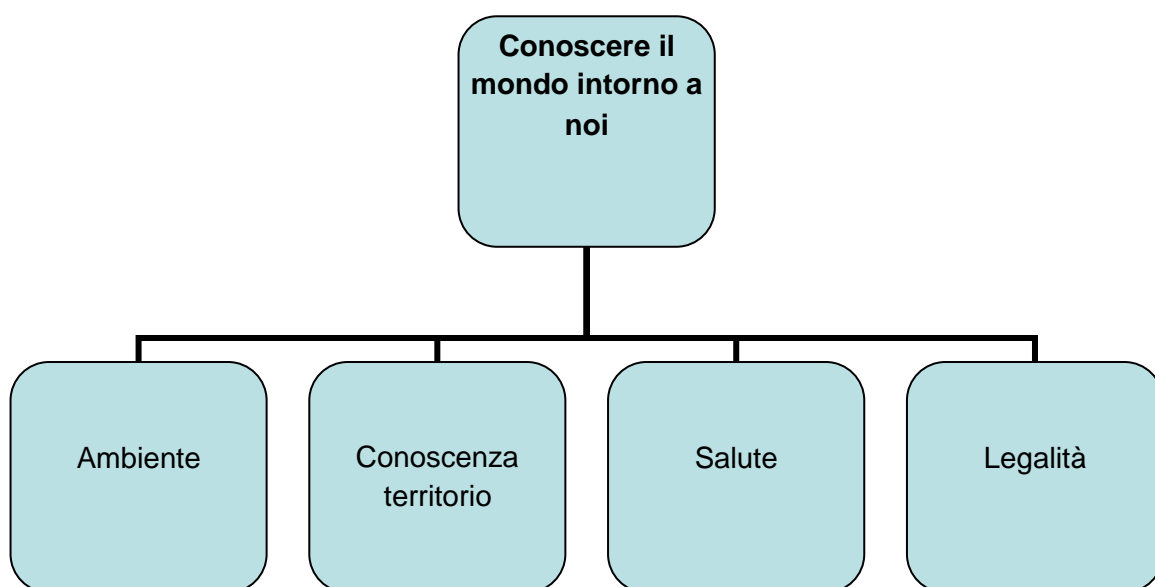 Conoscere il
mondo intorno a
noi
Ambiente
Conoscenza
territorio
Salute
Legalità